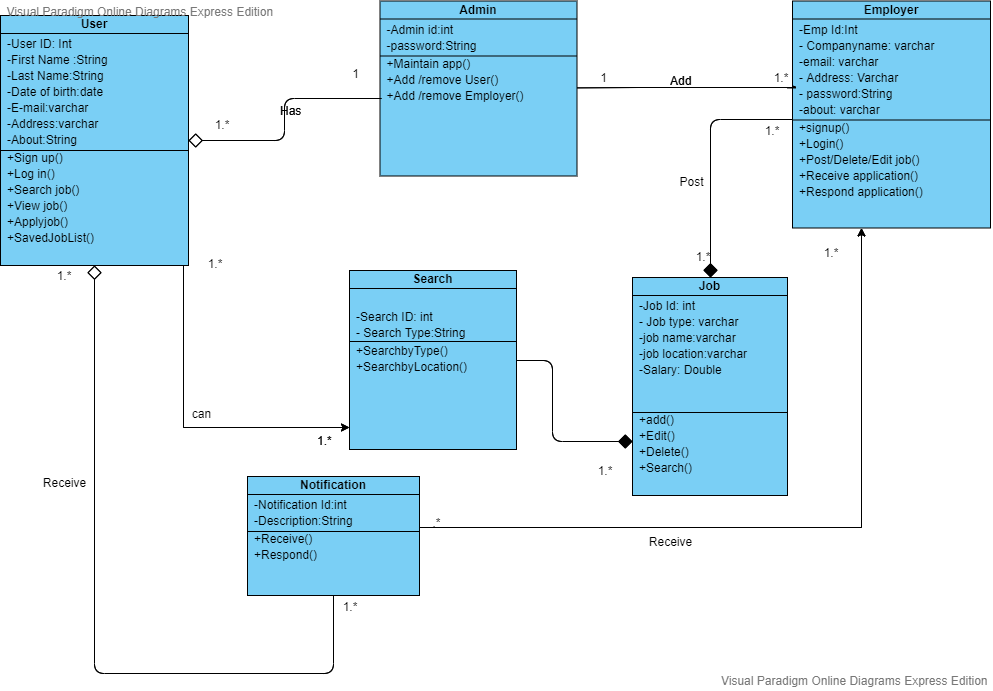 Visual Paradigm Online Diagrams Express Edition
User
-User ID: Int
-First Name :String
-Last Name:String
-Date of birth:date
-E-mail:varchar
-Address:varchar
-About:String
+Sign up()
+Log in()
+Search job()
+View job()
+Applyjob()
+SavedJobList()
Admin
-Admin id:int
-password:String
+Maintain app()
+Add /remove User()
+Add /remove Employer()
Employer
-Emp Id:Int
- Companyname: varchar
-email: varchar
- Address: Varchar
- password:String
-about: varchar
+signup()
+Login()
+Post/Delete/Edit job()
+Receive application()
+Respond application()
1
1.*
Has
1
Add
1.*
1.*
Post
1.*
1.*
1.*
1.*
Search
-Search ID: int
- Search Type:String
+SearchbyType()
+SearchbyLocation()
Job
-Job Id: int
- Job type: varchar
-job name:varchar
-job location:varchar
-Salary: Double
+add()
+Edit()
+Delete()
+Search()
can
1.*
1.*
Receive
Notification
-Notification Id:int
-Description:String
+Receive()
+Respond()
.*
Receive
1.*
Visual Paradigm Online Diagrams Express Edition